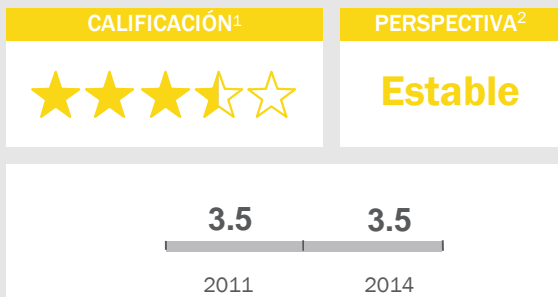 CALIFICACIÓN¹
PERSPECTIVA²
Estable
3.5 3.5
2011 2014